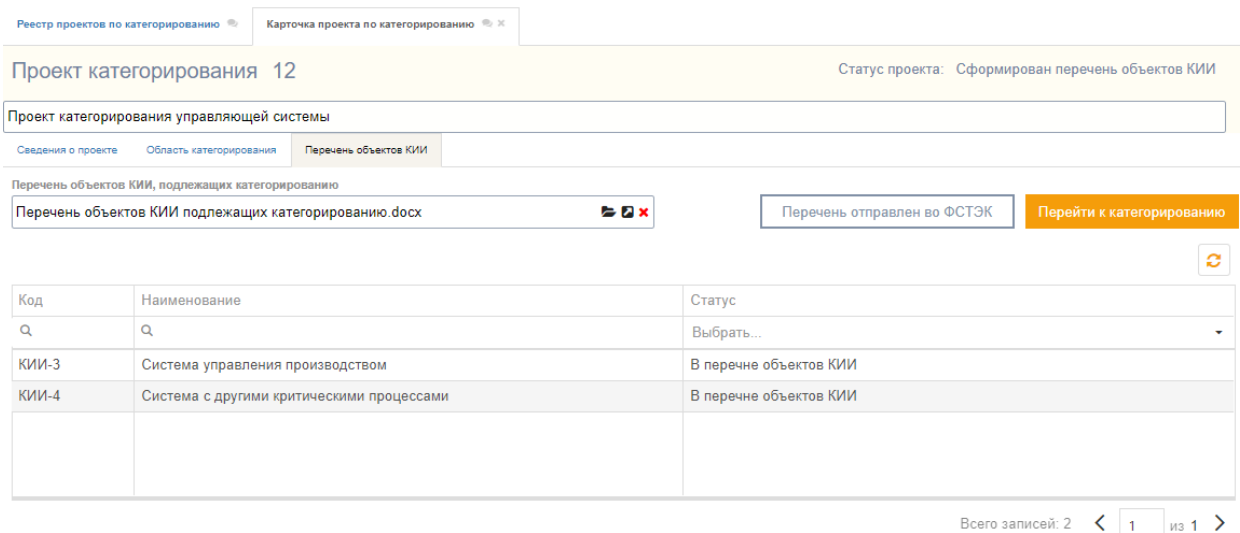 Реестр проектов по категорированию Карточка проекта по категорированию
Проект категорирования 12 Статус проекта: Сформирован перечень объектов КИИ
Проект категорирования управляющей системы
Сведения о проекте Область категорирования Перечень объектов КИИ
Перечень объектов КИИ, подлежащих категорированию
Перечень объектов КИИ подлежащих категорированию.docx Перечень отправлен во ФСТЭК Перейти к категорированию
Код Наименование Статус
Выбрать...
КИИ-3 Система управления производством В перечне объектов КИИ
КИИ-4 Система с другими критическими процессами В перечне объектов КИИ
Всего записей: 2 1 из 1